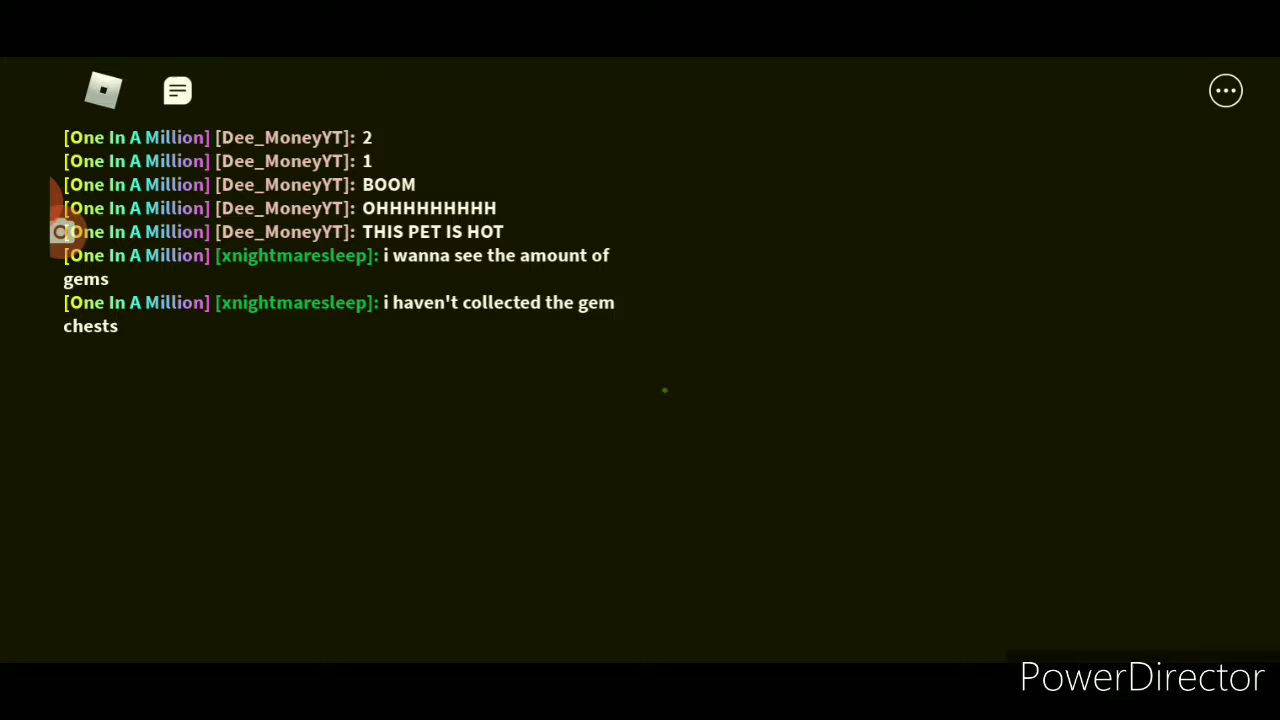 [One In A Million] [Dee_MoneyYT]: 2
[One In A Million] [Dee_MoneyYT]: 1
[One In A Million] [Dee_MoneyYT]: BOOM
[One In A Million] [Dee_MoneyYT]: OHHHHHHHHH
[One In A Million] [Dee_MoneyYT]: THIS PET IS HOT
[One In A Million] [xnightmaresleep]: i wanna see the amount of
gems
[One In A Million] [xnightmaresleep]: i haven't collected the gem
chests
PowerDirector